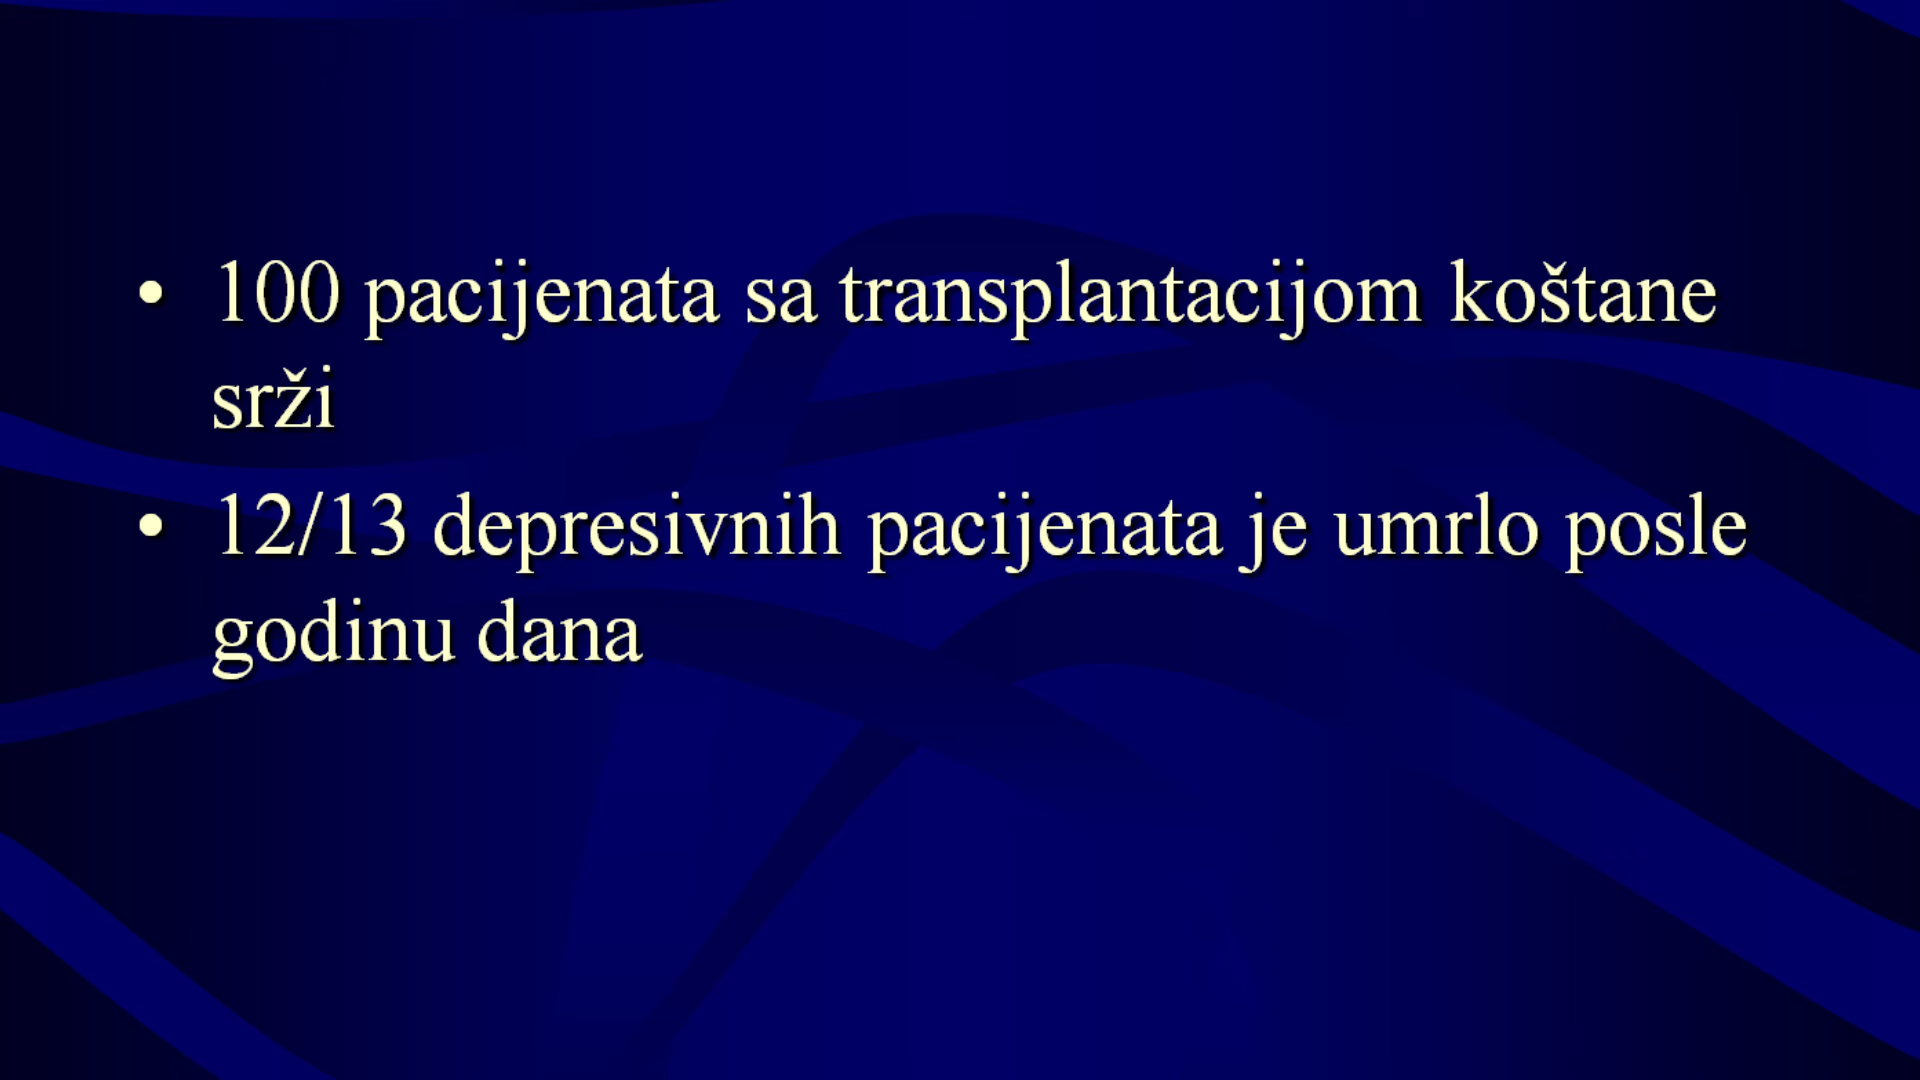 • 100 pacijenata sa transplantacijom koštane
srži
• 12/13 depresivnih pacijenata je umrlo posle
godinu dana